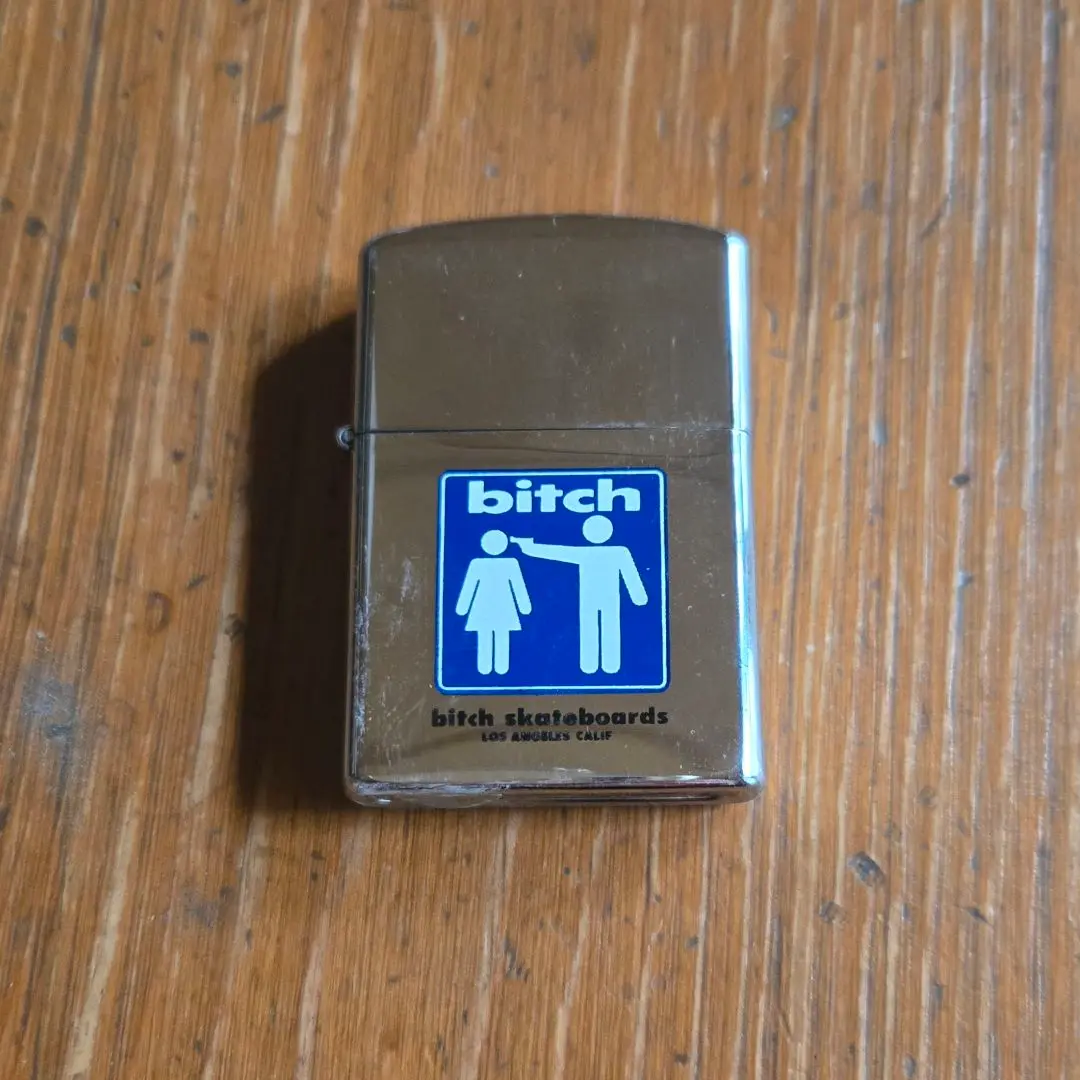 bitch
bitch skateboards
LOS ANGELES CALIF